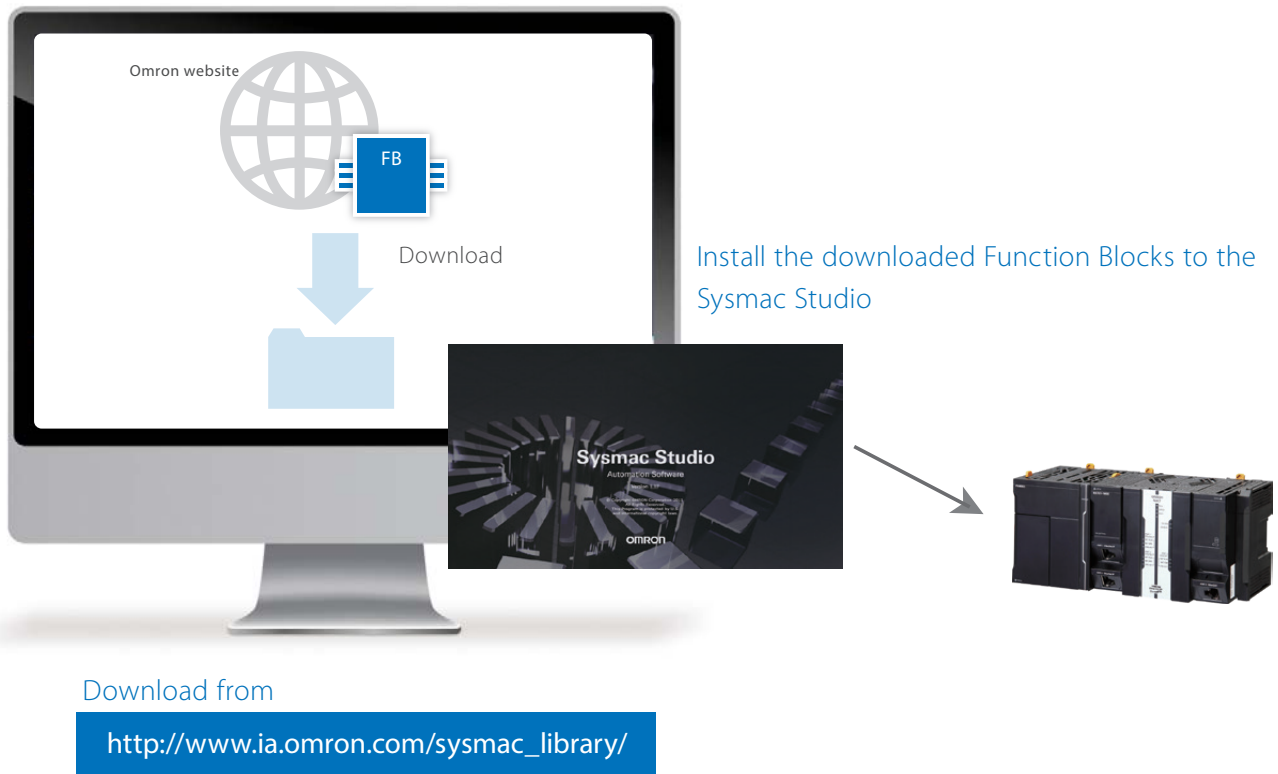 Omron website
FB
Download
Install the downloaded Function Blocks to the
Sysmac Studio
Sysmac Studio
Automation Software
OMRON
Download from
http://www.ia.omron.com/sysmac_library/